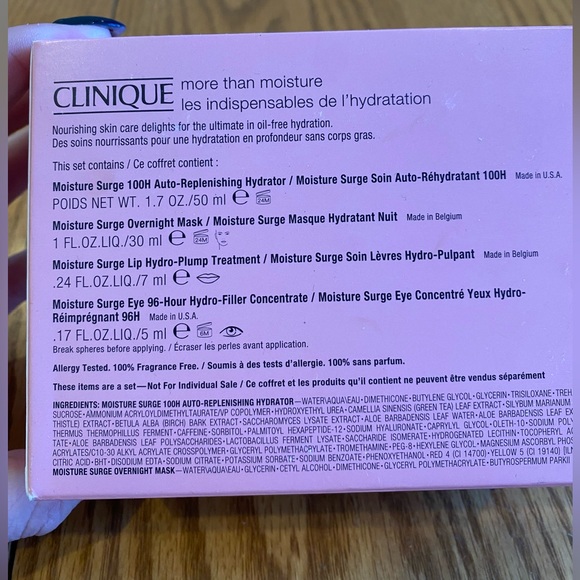 CLINIQUE more than moisture
les indispensables de l'hydratation
Nourishing skin care delights for the ultimate in oil-free hydration.
Des soins nourrissants pour une hydratation en profondeur sans corps gras.
This set contains / Ce coffret contient :
Moisture Surge 100H Auto-Replenishing Hydrator / Moisture Surge Soin Auto-Réhydratant 100H Made in U.S.A.
POIDS NET WT. 1.7 OZ./50 ml ℮ 24M
Moisture Surge Overnight Mask / Moisture Surge Masque Hydratant Nuit Made in Belgium
1 FL.OZ.LIQ./30 ml ℮ 24M
Moisture Surge Lip Hydro-Plump Treatment / Moisture Surge Soin Lèvres Hydro-Pulpant Made in Belgium
.24 FL.OZ.LIQ./7 ml ℮
Moisture Surge Eye 96-Hour Hydro-Filler Concentrate / Moisture Surge Eye Concentré Yeux Hydro-
Réimprégnant 96H Made in U.S.A.
.17 FL.OZ.LIQ./5 ml ℮ 6M
Break spheres before applying. / Écraser les perles avant application.
Allergy Tested. 100% Fragrance Free. / Soumis à des tests d'allergie. 100% sans parfum.
These items are a set—Not For Individual Sale / Ce coffret et les produits qu'il contient ne peuvent être vendus séparément
INGREDIENTS: MOISTURE SURGE 100H AUTO-REPLENISHING HYDRATOR—WATER\AQUA\EAU•DIMETHICONE•BUTYLENE GLYCOL•GLYCERIN•TRISILOXANE•TREH
SUCROSE•AMMONIUM ACRYLOYLDIMETHYLTAURATE/VP COPOLYMER•HYDROXYETHYL UREA•CAMELLIA SINENSIS (GREEN TEA) LEAF EXTRACT•SILYBUM MARIANUM
THISTLE) EXTRACT•BETULA ALBA (BIRCH) BARK EXTRACT•SACCHAROMYCES LYSATE EXTRACT•ALOE BARBADENSIS LEAF WATER•ALOE BARBADENSIS LEAF EX
THERMUS THERMOPHILLUS FERMENT•CAFFEINE•SORBITOL•PALMITOYL HEXAPEPTIDE-12•SODIUM HYALURONATE•CAPRYLYL GLYCOL•OLETH-10•SODIUM POLY
TATE•ALOE BARBADENSIS LEAF POLYSACCHARIDES•LACTOBACILLUS FERMENT LYSATE•SACCHARIDE ISOMERATE•HYDROGENATED LECITHIN•TOCOPHERYL AC
ACRYLATES/C10-30 ALKYL ACRYLATE CROSSPOLYMER•GLYCERYL POLYMETHACRYLATE•TROMETHAMINE•PEG-8•HEXYLENE GLYCOL•MAGNESIUM ASCORBYL PHOSP
CITRIC ACID•BHT•DISODIUM EDTA•SODIUM CITRATE•POTASSIUM SORBATE•SODIUM BENZOATE•PHENOXYETHANOL•RED 4 (CI 14700)•YELLOW 5 (CI 19140) [ILN
MOISTURE SURGE OVERNIGHT MASK—WATER\AQUA\EAU•GLYCERIN•CETYL ALCOHOL•DIMETHICONE•GLYCERYL POLYMETHACRYLATE•BUTYROSPERMUM PARKII